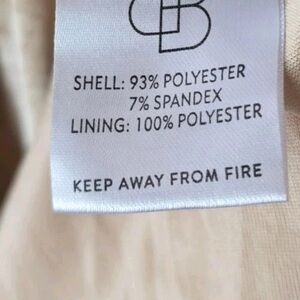 SHELL: 93% POLYESTER
7% SPANDEX
LINING: 100% POLYESTER
KEEP AWAY FROM FIRE